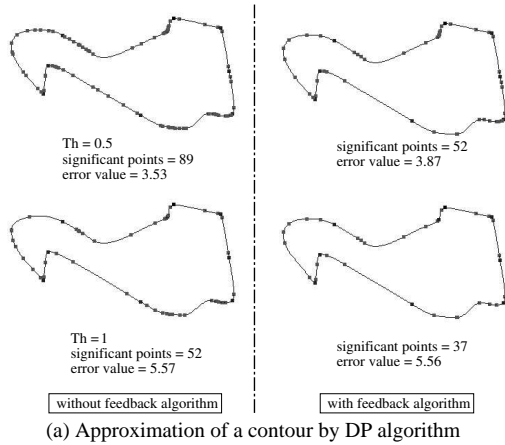 Th = 0.5
significant points = 89
error value = 3.53
significant points = 52
error value = 3.87
Th = 1
significant points = 52
error value = 5.57
significant points = 37
error value = 5.56
without feedback algorithm
with feedback algorithm
(a) Approximation of a contour by DP algorithm